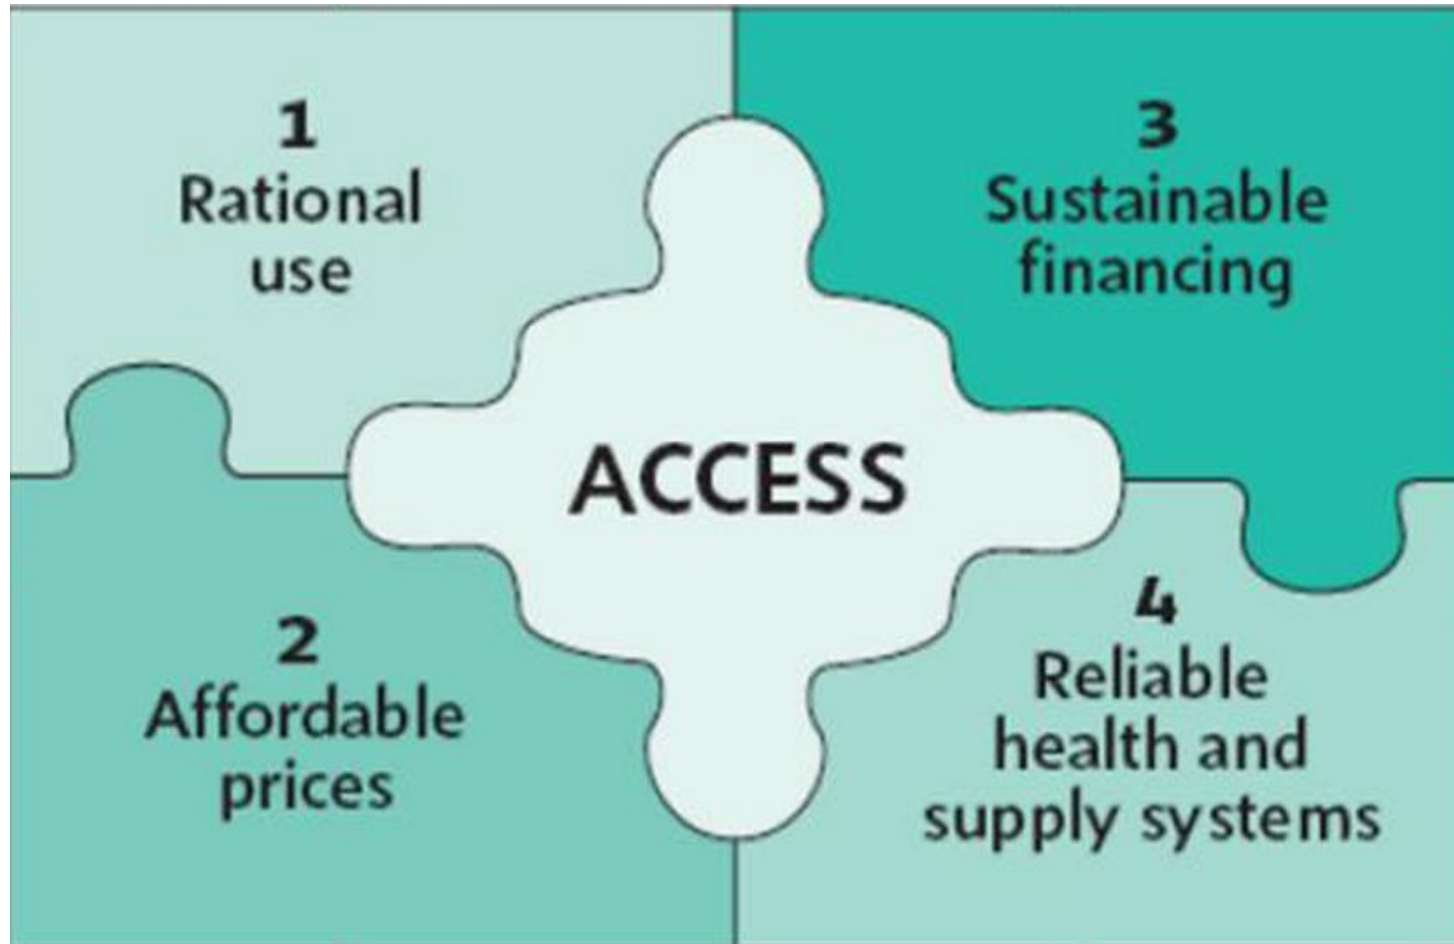 1
Rational
use
2
Affordable
prices
ACCESS
3
Sustainable
financing
4
Reliable
health and
supply systems